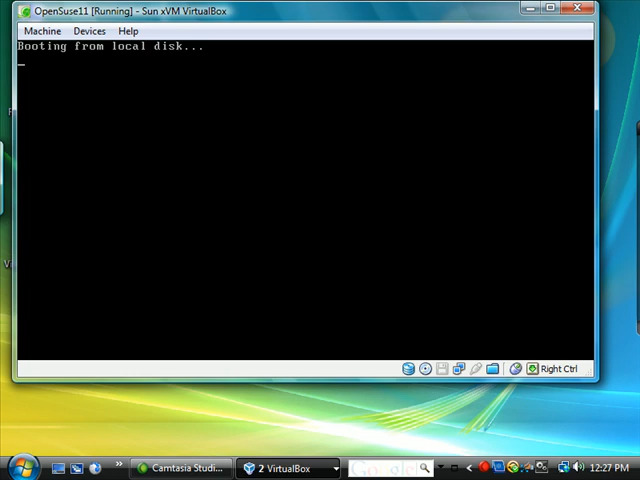 OpenSuse11 [Running] - Sun xVM VirtualBox
Machine Devices Help
Booting from local disk...
Right Ctrl
Camtasia Studi...
2 VirtualBox
Google
12:27 PM